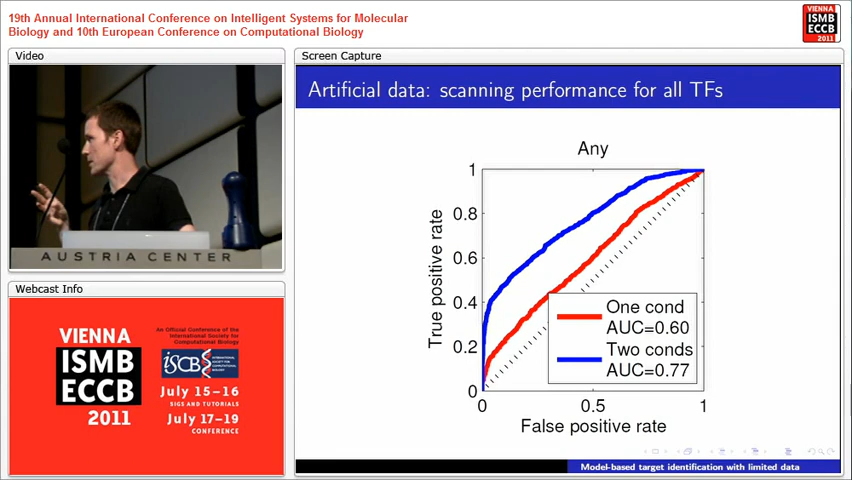 19th Annual International Conference on Intelligent Systems for Molecular
Biology and 10th European Conference on Computational Biology
VIENNA
ISMB
ECCB
2011
Video
AUSTRIA CENTER
Webcast Info
VIENNA
ISMB
ECCB
2011
An Official Conference of the
International Society for
Computational Biology
iSCB
INTERNATIONAL
SOCIETY FOR
COMPUTATIONAL
BIOLOGY
July 15–16
SIGS AND TUTORIALS
July 17–19
CONFERENCE
Screen Capture
Artificial data: scanning performance for all TFs
Any
True positive rate
1
0.8
0.6
0.4
0.2
0
0
0.5
1
False positive rate
One cond
AUC=0.60
Two conds
AUC=0.77
Model-based target identification with limited data